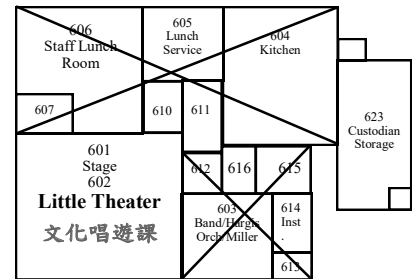 606
Staff Lunch
Room
605
Lunch
Service
604
Kitchen
607
610
611
623
Custodian
Storage
601
Stage
602
Little Theater
文化唱遊課
612
616
615
603
Band/Hargis
Orch/Miller
614
Inst
.
613